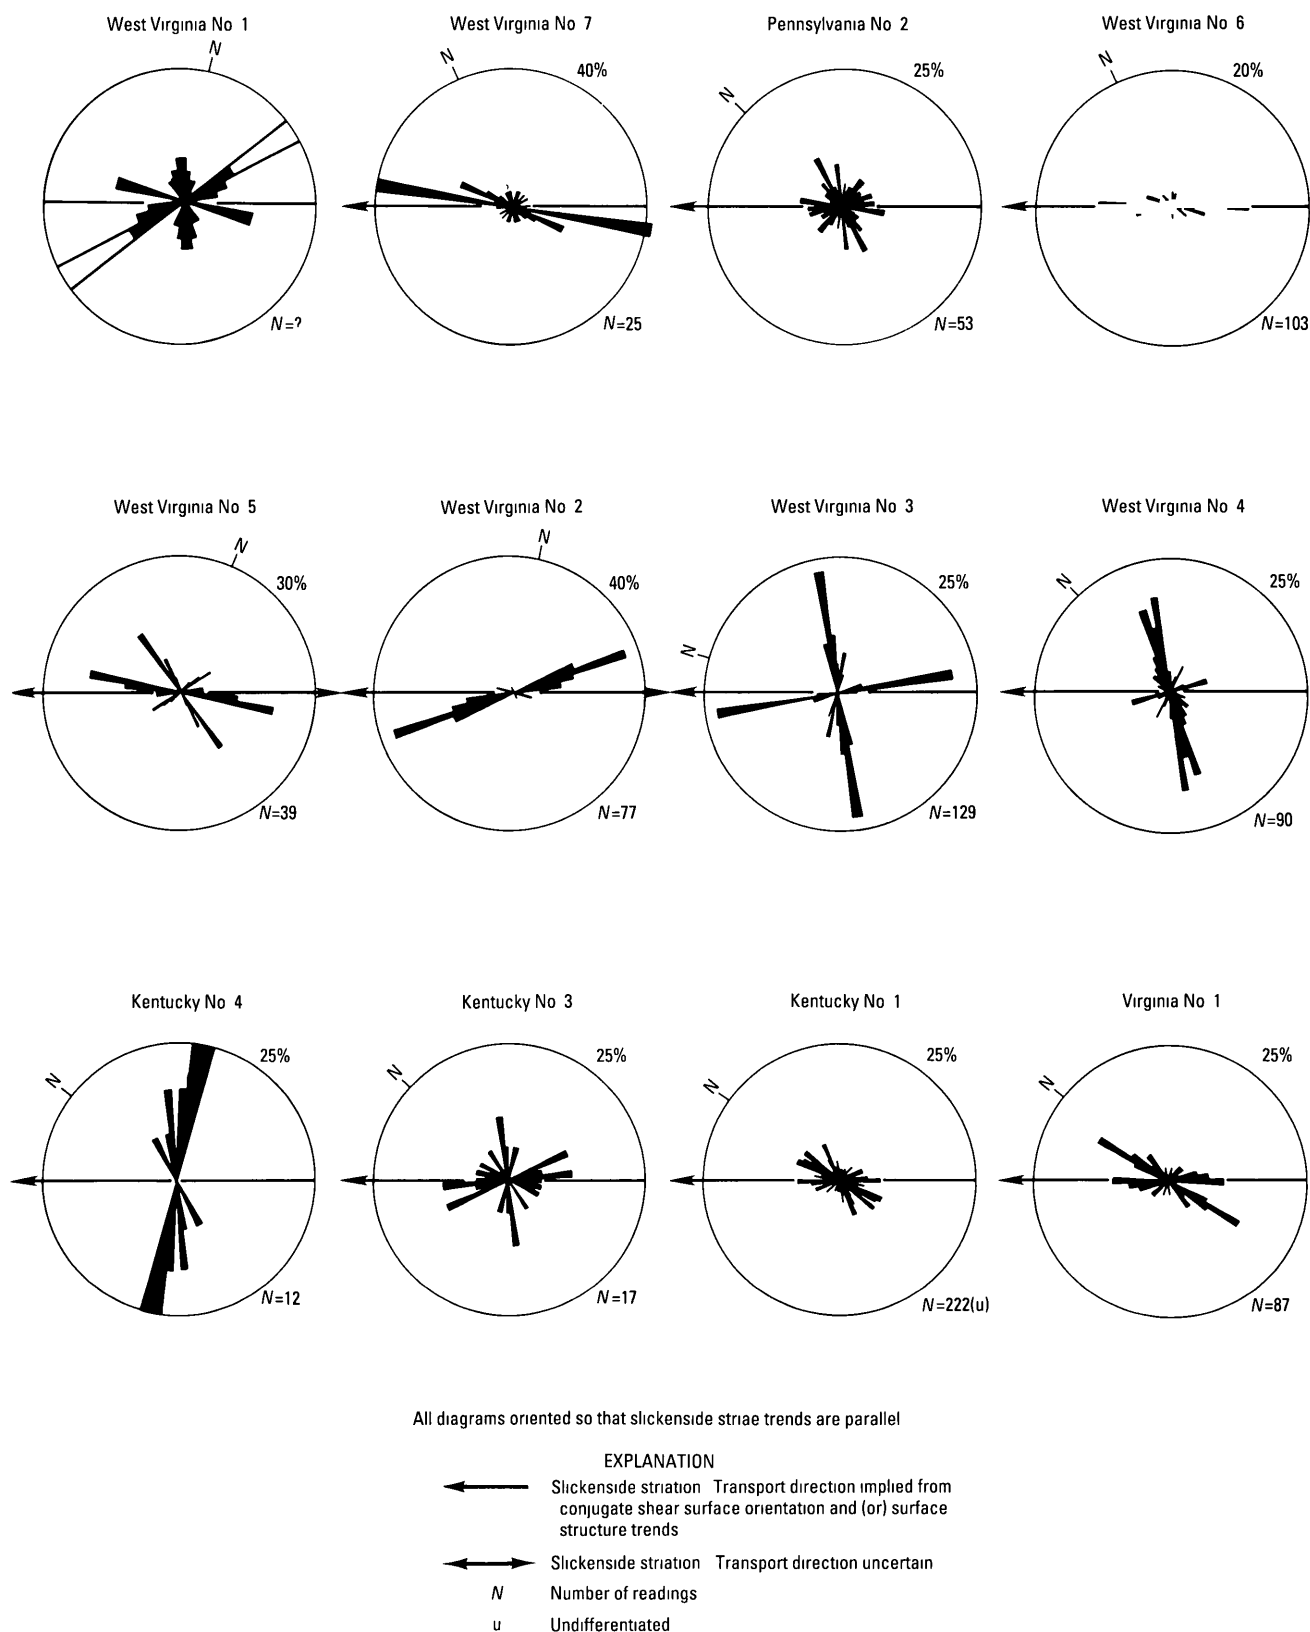 West Virginia No 1
West Virginia No 7
Pennsylvania No 2
West Virginia No 6
N
N
40%
N
25%
N
20%
N=?
N=25
N=53
N=103
West Virginia No 5
West Virginia No 2
West Virginia No 3
West Virginia No 4
N
30%
N
40%
N
25%
N
25%
N=39
N=77
N=129
N=90
Kentucky No 4
Kentucky No 3
Kentucky No 1
Virginia No 1
N
25%
N
25%
N
25%
N
25%
N=12
N=17
N=222(u)
N=87
All diagrams oriented so that slickenside striae trends are parallel
EXPLANATION
Slickenside striation Transport direction implied from
conjugate shear surface orientation and (or) surface
structure trends
Slickenside striation Transport direction uncertain
N Number of readings
u Undifferentiated